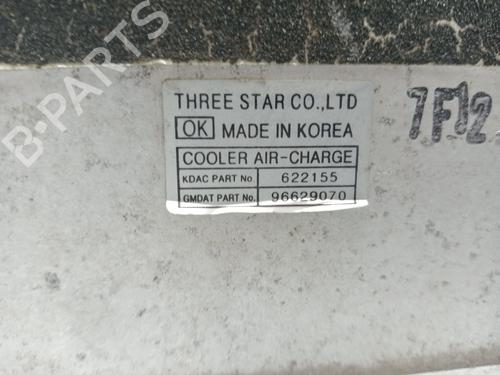 THREE STAR CO.,LTD
OK MADE IN KOREA
COOLER AIR-CHARGE
KDAC PART No 622155
GMDAT PART No. 96629070
7F12
B-PARTS